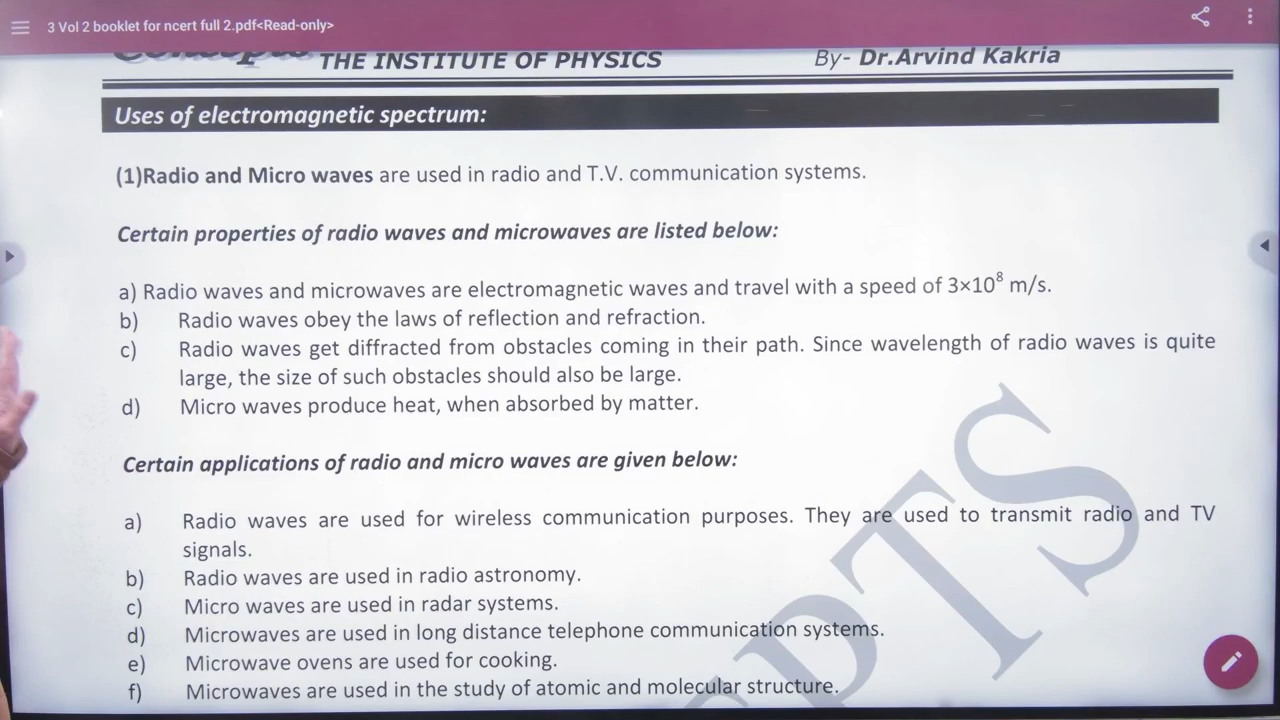 3 Vol 2 booklet for ncert full 2.pdf<Read-only>
Concepts THE INSTITUTE OF PHYSICS By- Dr.Arvind Kakria
Uses of electromagnetic spectrum:
(1)Radio and Micro waves are used in radio and T.V. communication systems.
Certain properties of radio waves and microwaves are listed below:
a) Radio waves and microwaves are electromagnetic waves and travel with a speed of 3×10⁸ m/s.
b) Radio waves obey the laws of reflection and refraction.
c) Radio waves get diffracted from obstacles coming in their path. Since wavelength of radio waves is quite
large, the size of such obstacles should also be large.
d) Micro waves produce heat, when absorbed by matter.
Certain applications of radio and micro waves are given below:
a) Radio waves are used for wireless communication purposes. They are used to transmit radio and TV
signals.
b) Radio waves are used in radio astronomy.
c) Micro waves are used in radar systems.
d) Microwaves are used in long distance telephone communication systems.
e) Microwave ovens are used for cooking.
f) Microwaves are used in the study of atomic and molecular structure.
EPTS